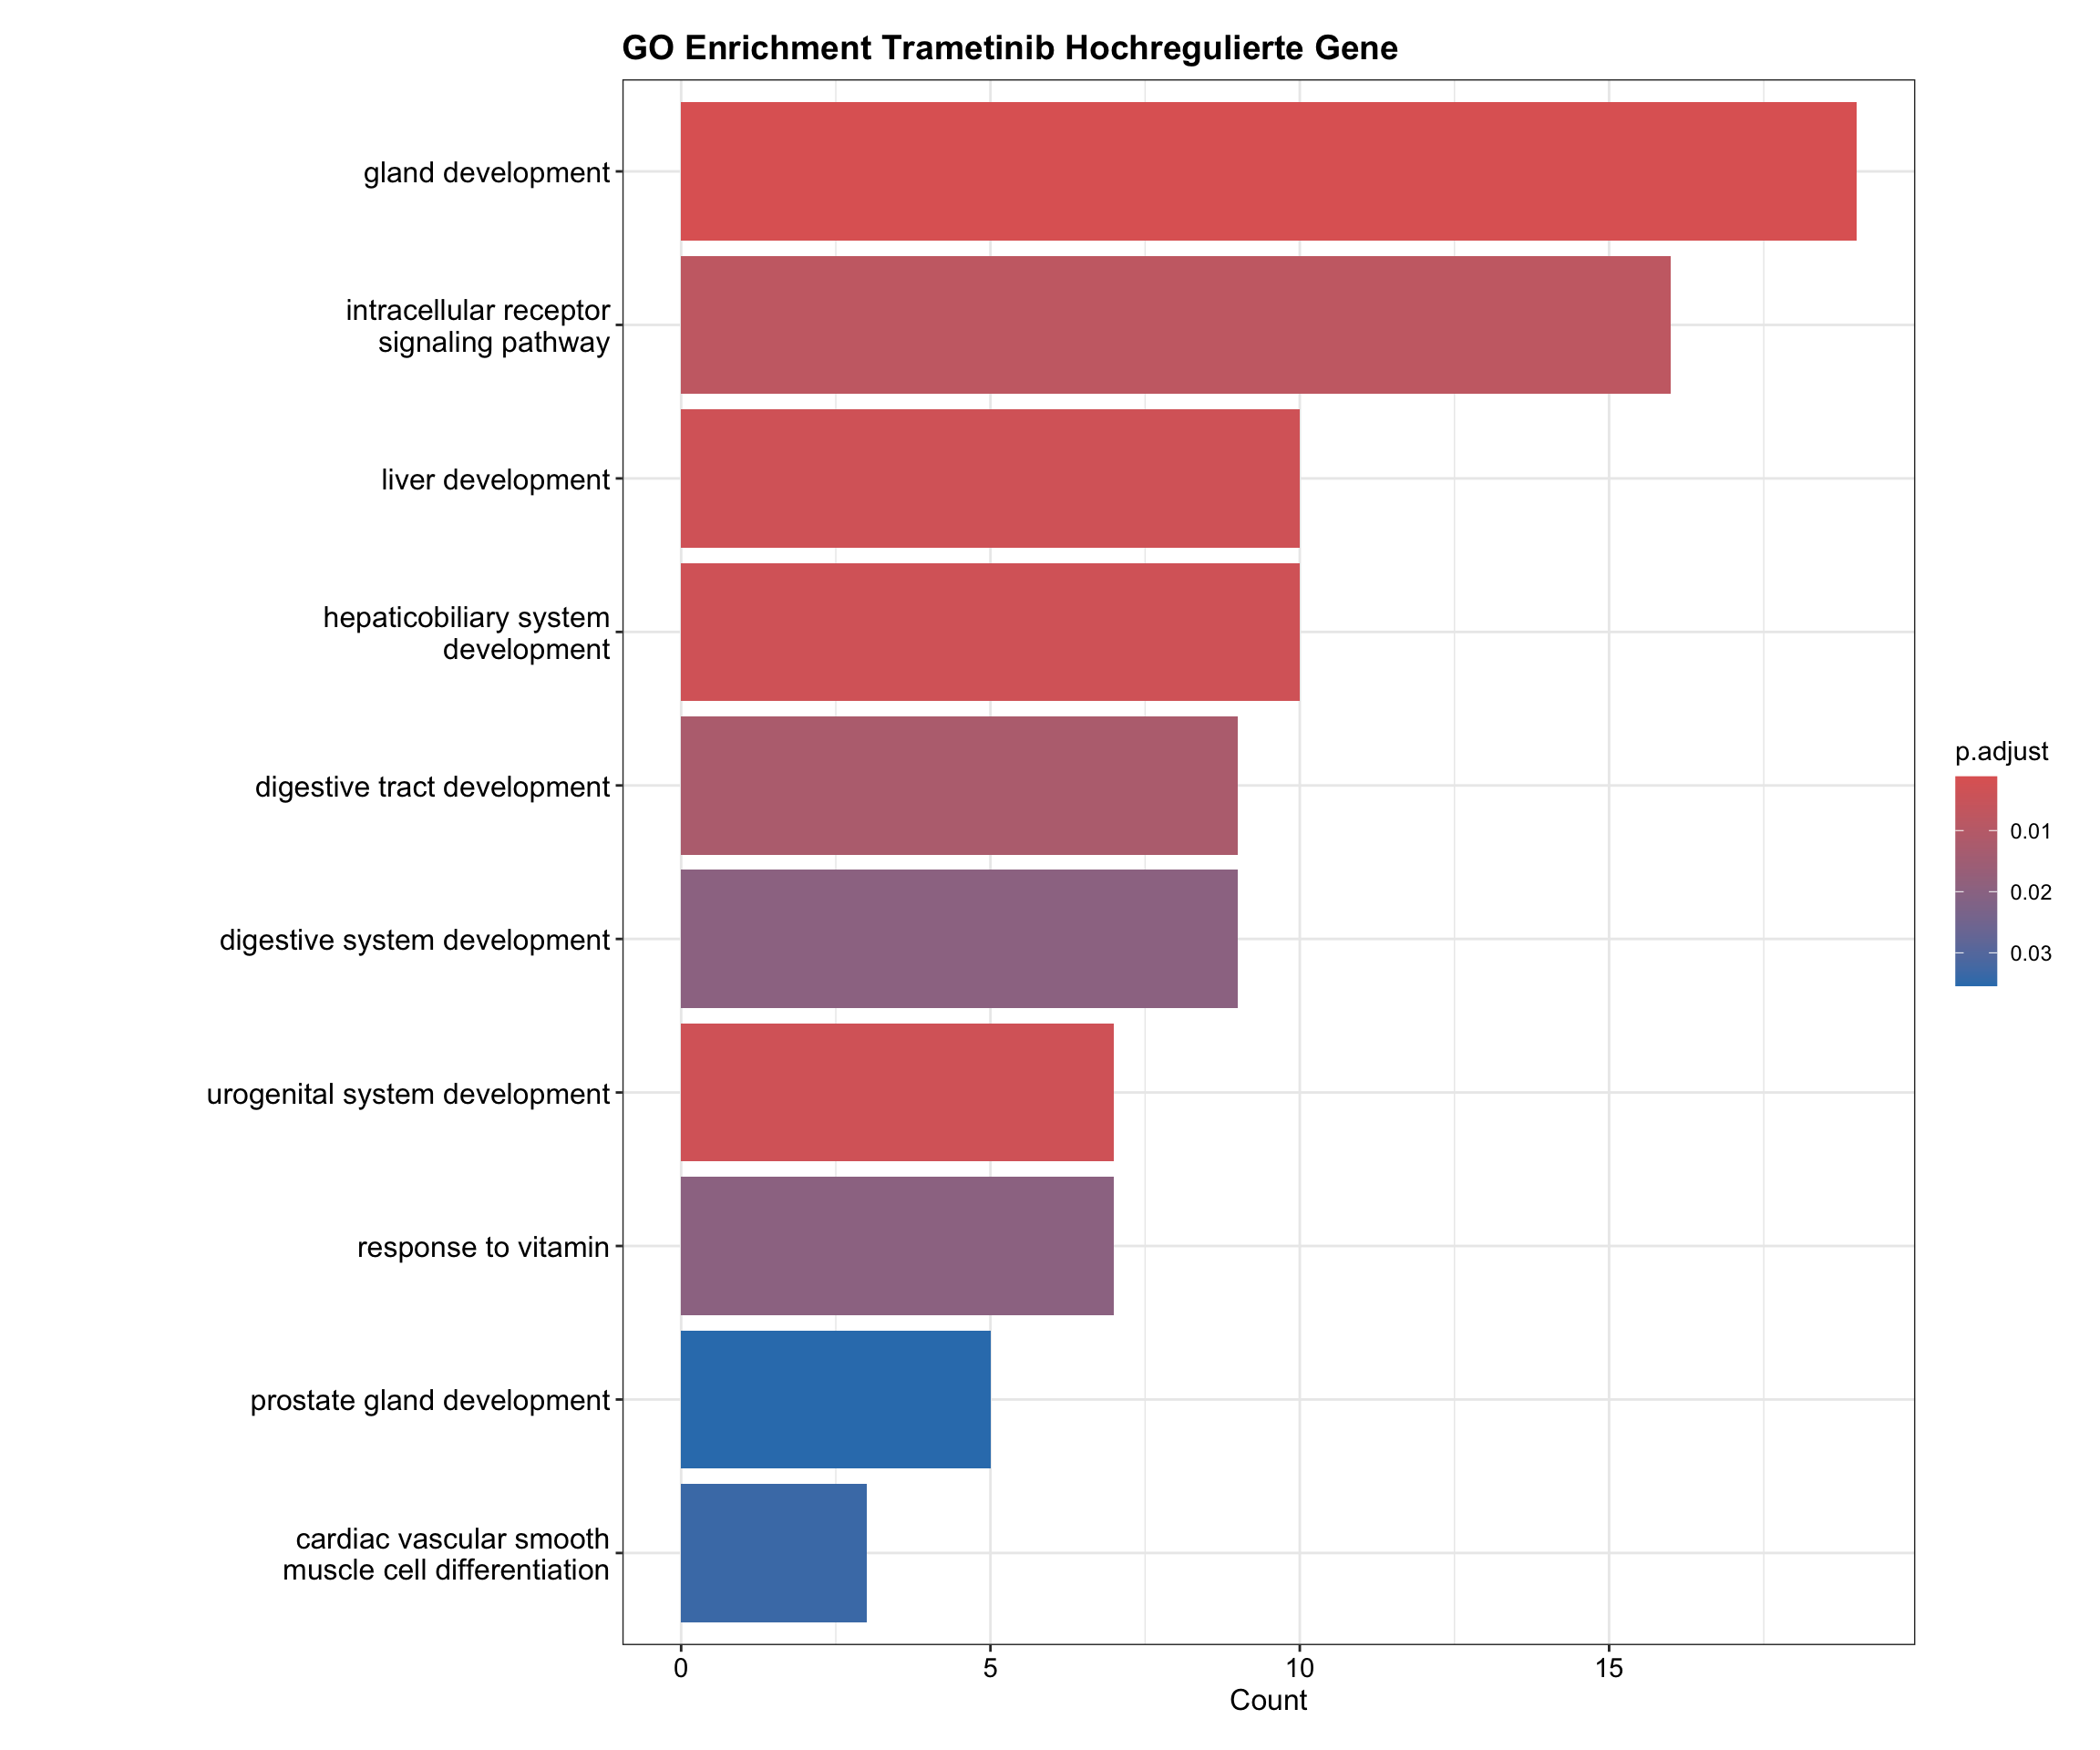 GO Enrichment Trametinib Hochregulierte Gene
gland development
intracellular receptor
signaling pathway
liver development
hepaticobiliary system
development
digestive tract development
digestive system development
urogenital system development
response to vitamin
prostate gland development
cardiac vascular smooth
muscle cell differentiation
0 5 10 15
Count
p.adjust
0.01
0.02
0.03